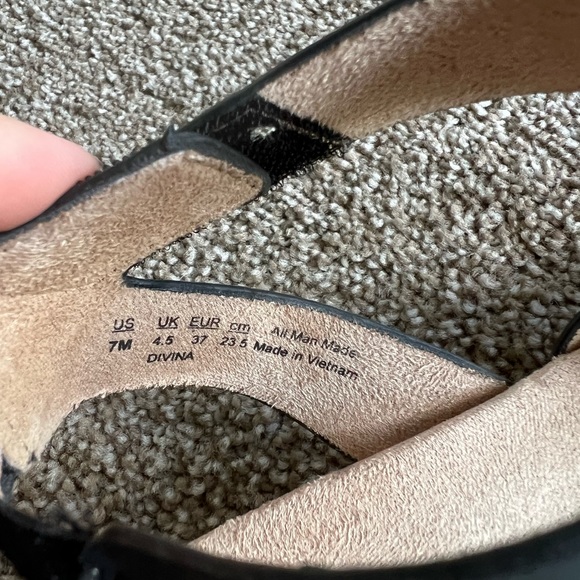 US UK EUR cm All Man Made
7M 4.5 37 23.5 Made in Vietnam
DIVINA